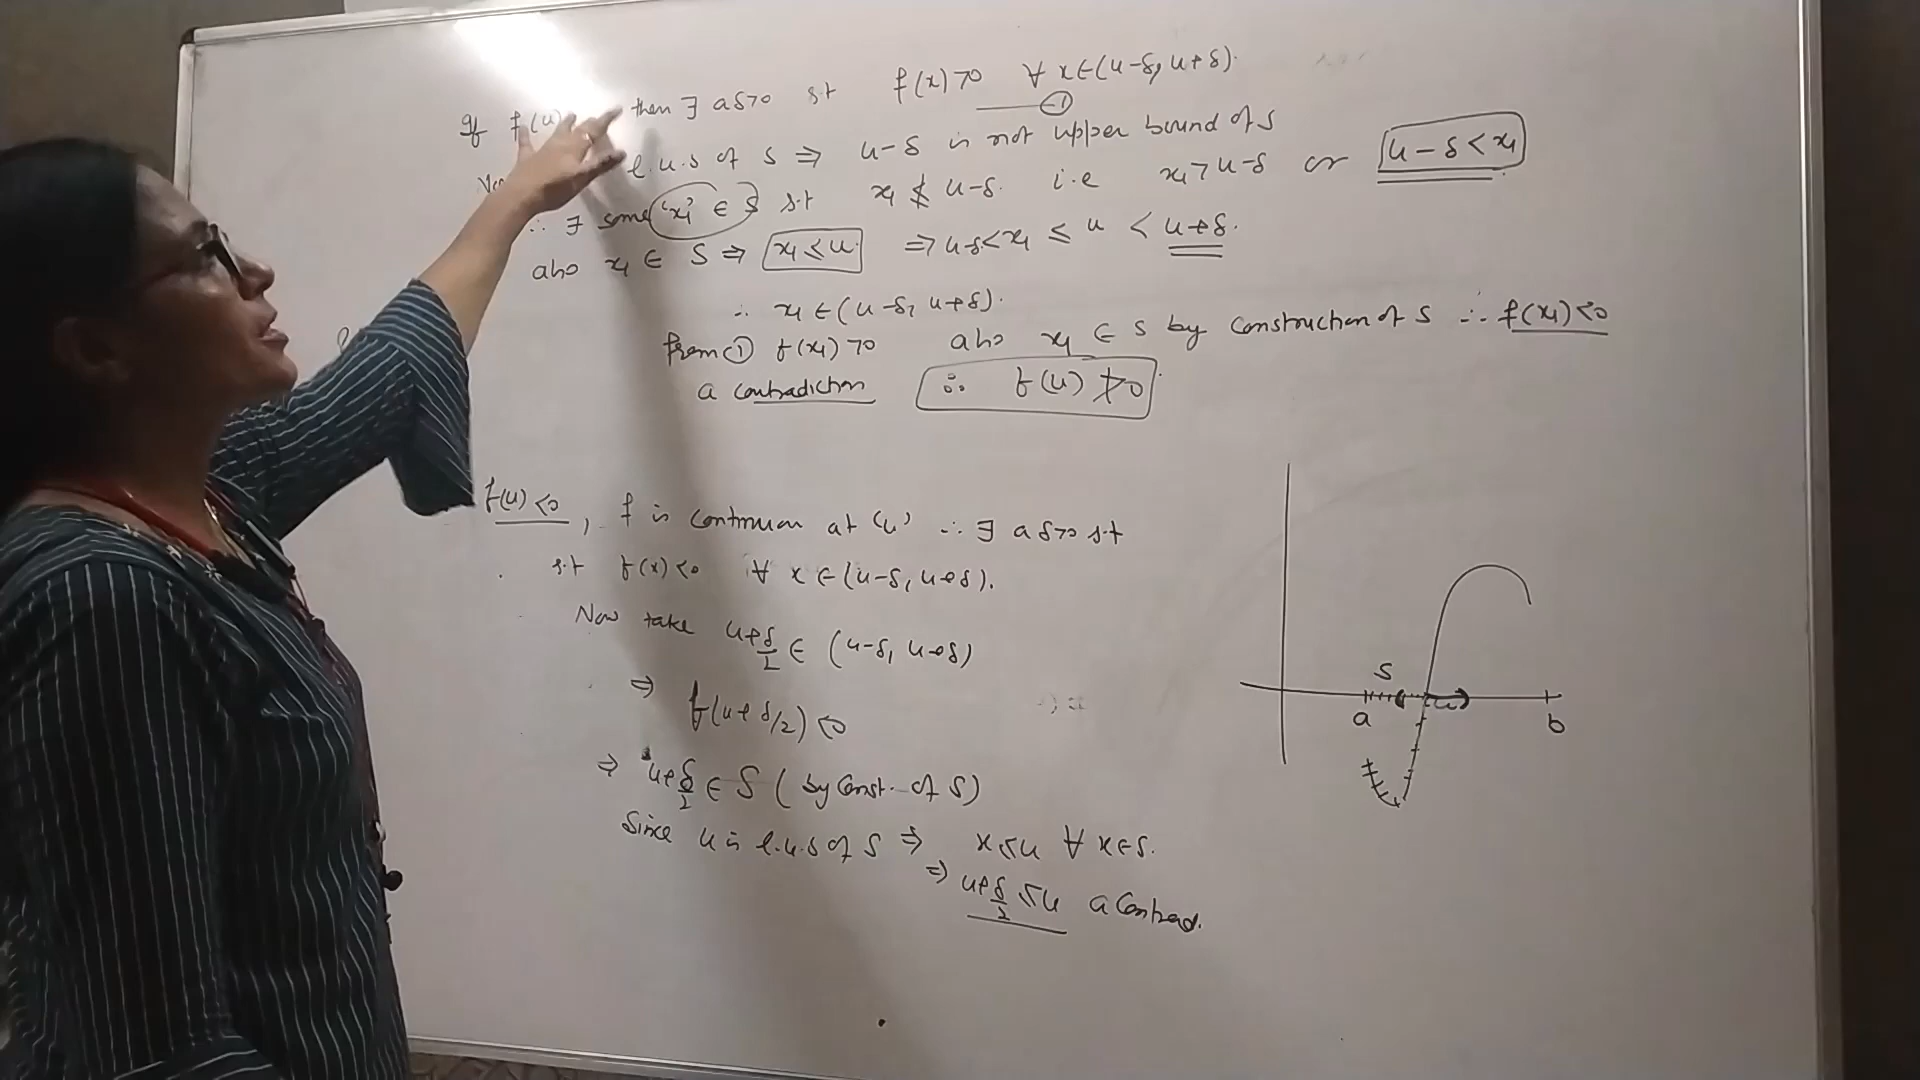 If f(u) then ∃ a δ>0 s.t f(x)>0 ∀ x∈(u-δ, u+δ).
①
l.u.b of S ⇒ u-δ is not upper bound of S
∴ ∃ some 'x₁' ∈ S s.t x₁ ≰ u-δ. i.e x₁>u-δ or u-δ<x₁
also x₁ ∈ S ⇒ x₁≤u ⇒ u-δ<x₁ ≤ u < u+δ.
∴ x₁∈(u-δ, u+δ).
from ① f(x₁)>0 also x₁ ∈ S by construction of S ∴ f(x₁)<0
a contradiction ∴ f(u) ≯0
f(u)<0, f is continuous at 'u' ∴ ∃ a δ>0 s.t
s.t f(x)<0 ∀ x∈(u-δ, u+δ).
Now take u+δ/2 ∈ (u-δ, u+δ)
⇒ f(u+δ/2)<0
⇒ u+δ/2 ∈ S (by Const. of S)
Since u is l.u.b of S ⇒ x≤u ∀ x∈S.
⇒ u+δ/2 ≤u a Contrad.
S
a u b